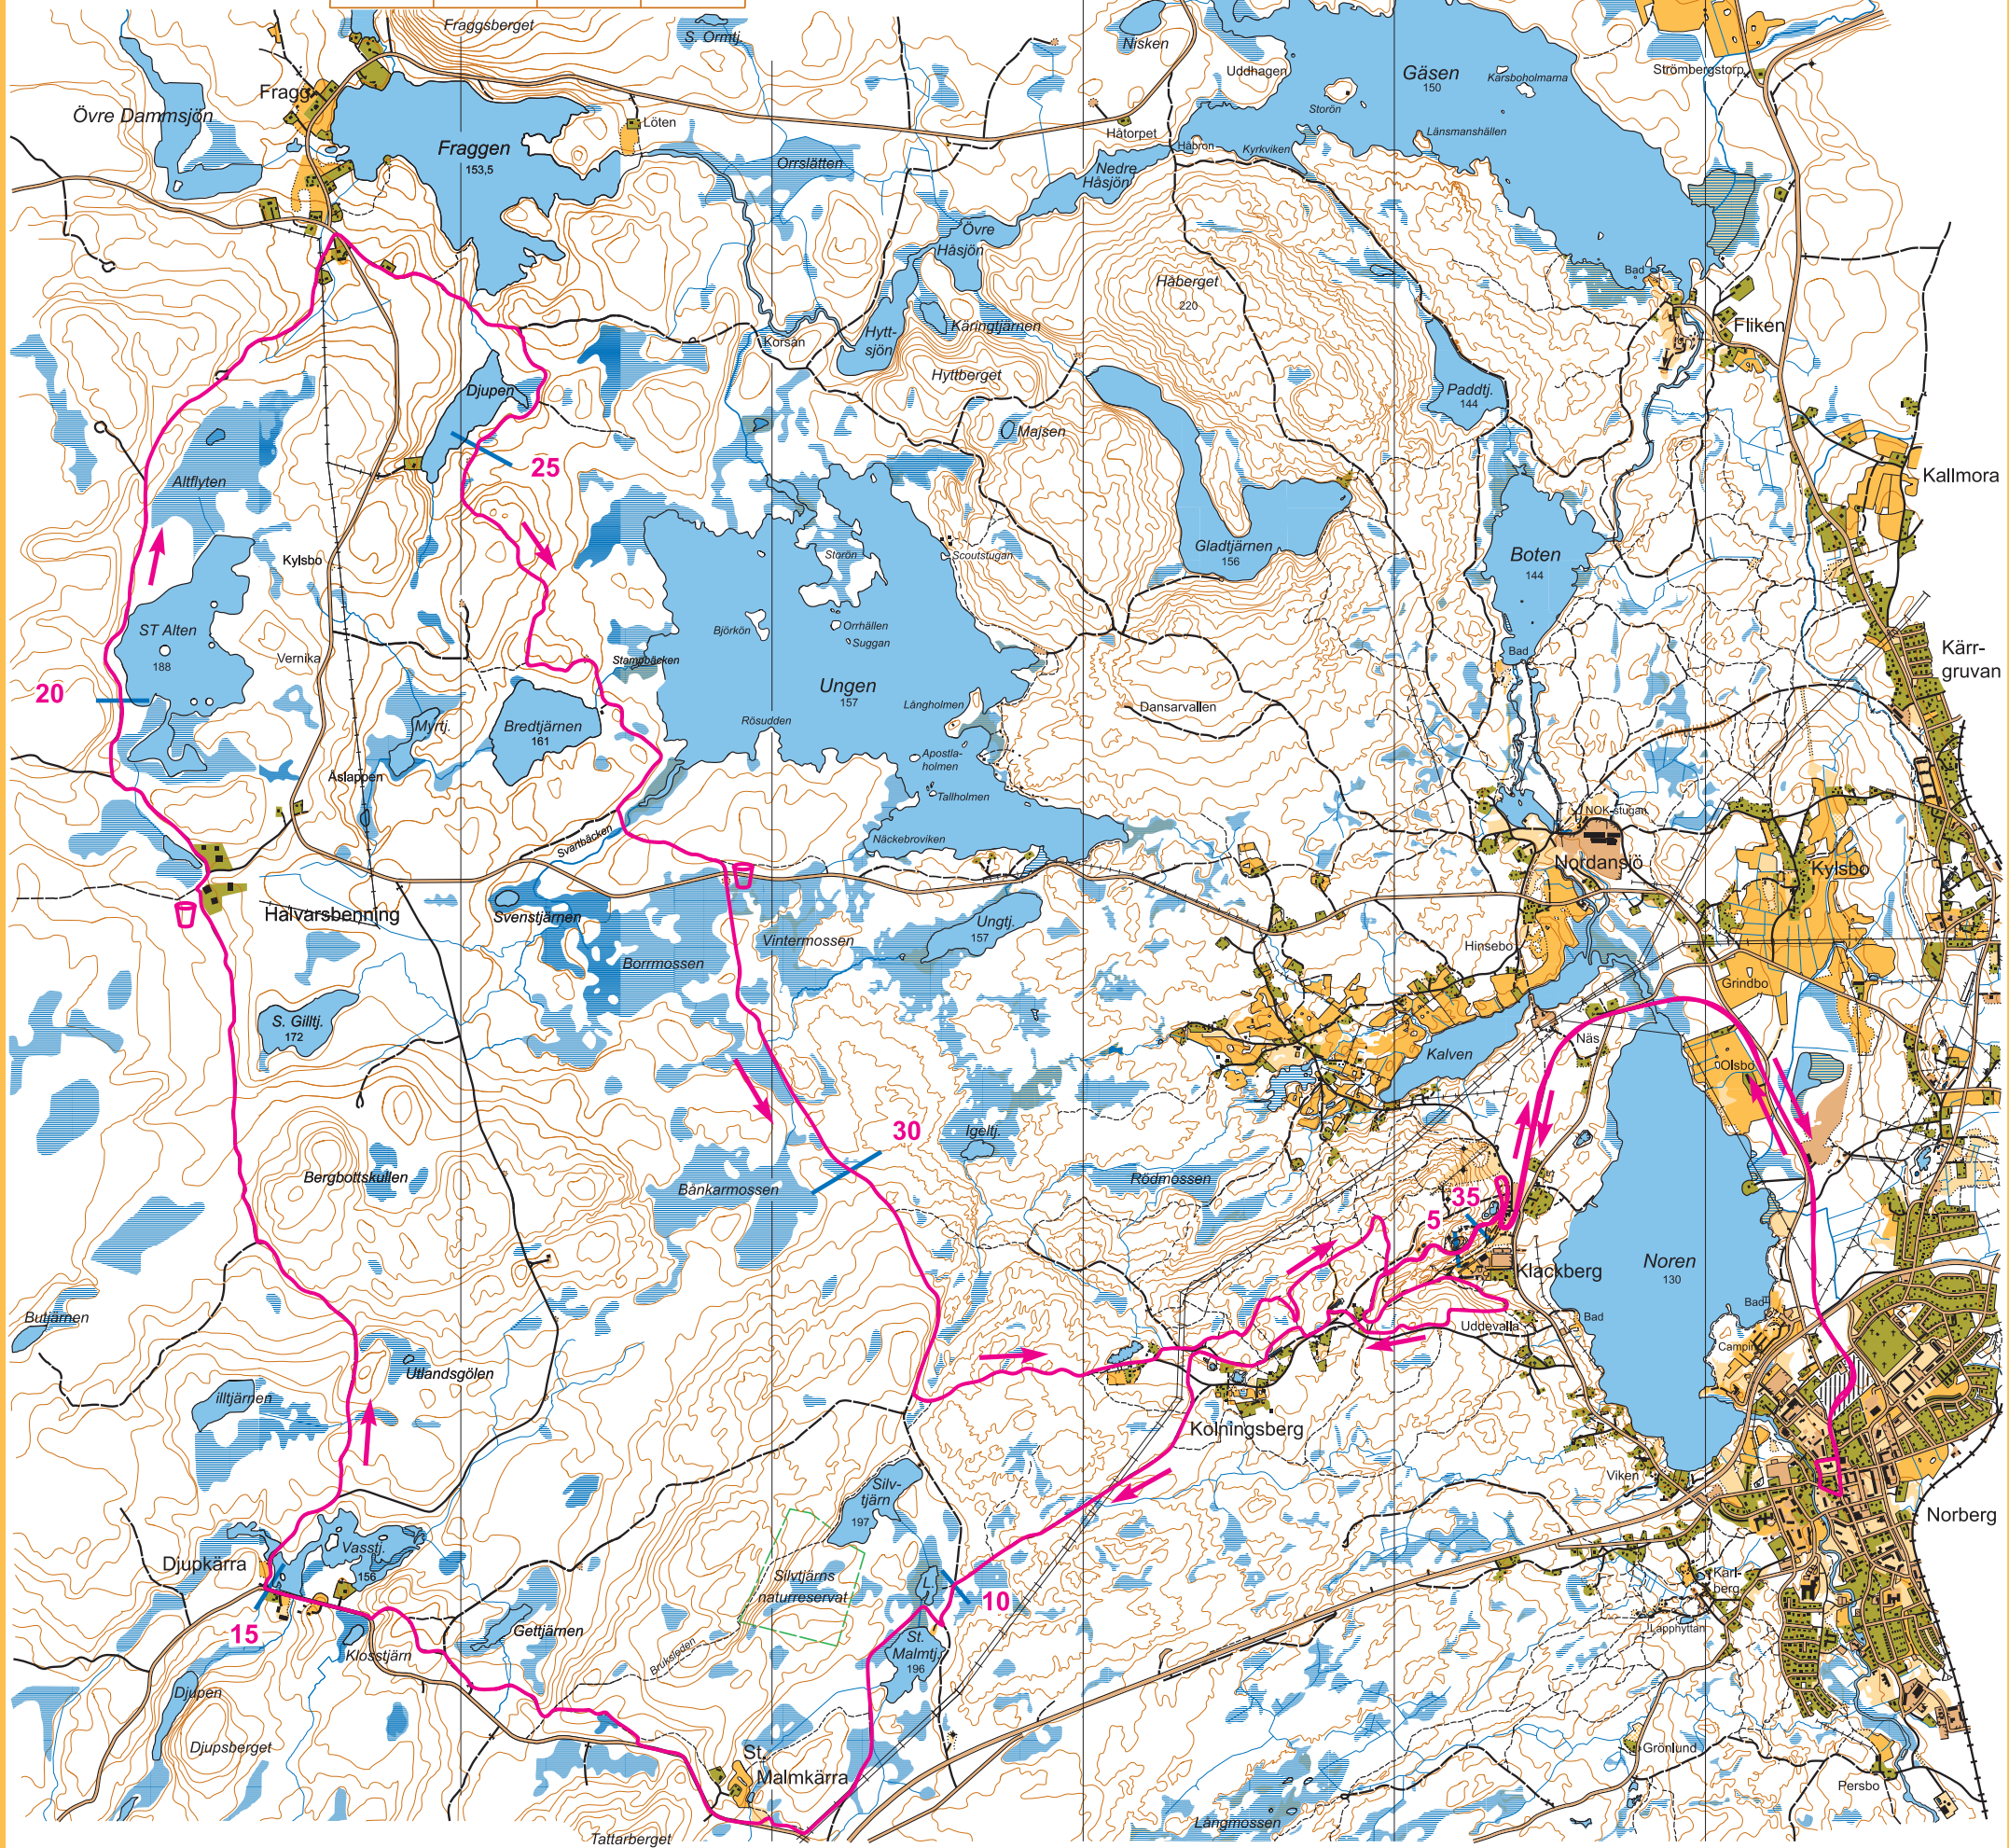 Fraggsberget
S. Ormtj.
Nisken
Uddhagen
Gäsen
150
Karsboholmarna
Strömbergstorp
Storön
Länsmanshällen
Övre Dammsjön
Fragg
Löten
Fraggen
153,5
Orrslätten
Håtorpet
Håbron
Kyrkviken
Nedre
Håsjön
Övre
Håsjön
Håberget
220
Bad
Fliken
Hytt-
sjön
Käringtjärnen
Korsån
Hyttberget
Djupen
Paddtj.
144
Majsen
25
Altflyten
Kallmora
Kylsbo
Storön
Scoutstugan
Gladtjärnen
156
Boten
144
ST Alten
188
Björkön
Orrhällen
Suggan
Vernika
Stampbäcken
Bad
Kärr-
gruvan
20
Ungen
157
Långholmen
Dansarvallen
Myrtj.
Bredtjärnen
161
Rösudden
Apostla-
holmen
Åslappen
Tallholmen
Svartbäcken
Näckebroviken
NOK-stugan
Nordansjö
Kylsbo
Halvarsbenning
Svenstjärnen
Ungtj.
157
Vintermossen
Borrmossen
Hinsebo
Grindbo
S. Gilltj.
172
Kalven
Näs
Olsbo
30
Igeltj.
Bergbottskullen
Bånkarmossen
Rödmossen
35
5
Klackberg
Noren
130
Butjärnen
Bad
Bad
Uddevalla
Camping
Utlandsgölen
illtjärnen
Kolningsberg
Viken
Silv-
tjärn
197
Norberg
Djupkärra
Vasstj.
156
Silvtjärns
naturreservat
L.
10
Karl-
berg
15
Gettjärnen
Klosstjärn
Bruksleden
St.
Malmtj.
196
Lapphyttan
Djupen
Djupsberget
St.
Malmkärra
Grönlund
Persbo
Långmossen
Tattarberget